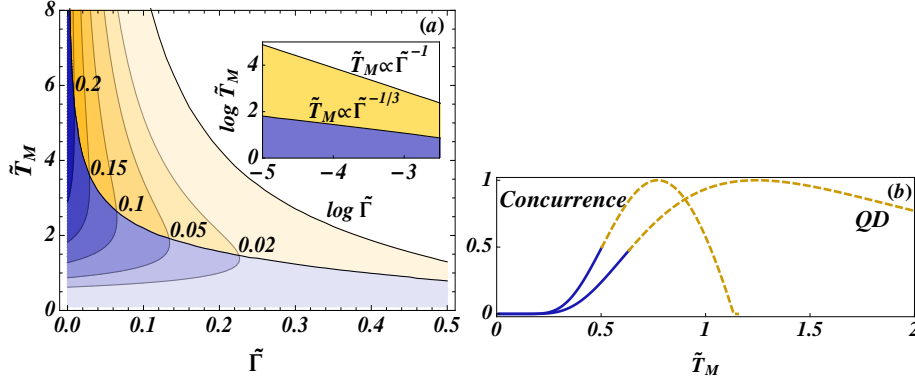 (a)
8
6
4
2
0
T̃_M
0.2
0.15
0.1
0.05
0.02
0.0 0.1 0.2 0.3 0.4 0.5
Γ̃
4
2
0
log T̃_M
T̃_M∝Γ̃^{-1}
T̃_M∝Γ̃^{-1/3}
−5 −4 −3
log Γ̃
(b)
Concurrence
QD
1
0.5
0
0 0.5 1 1.5 2
T̃_M